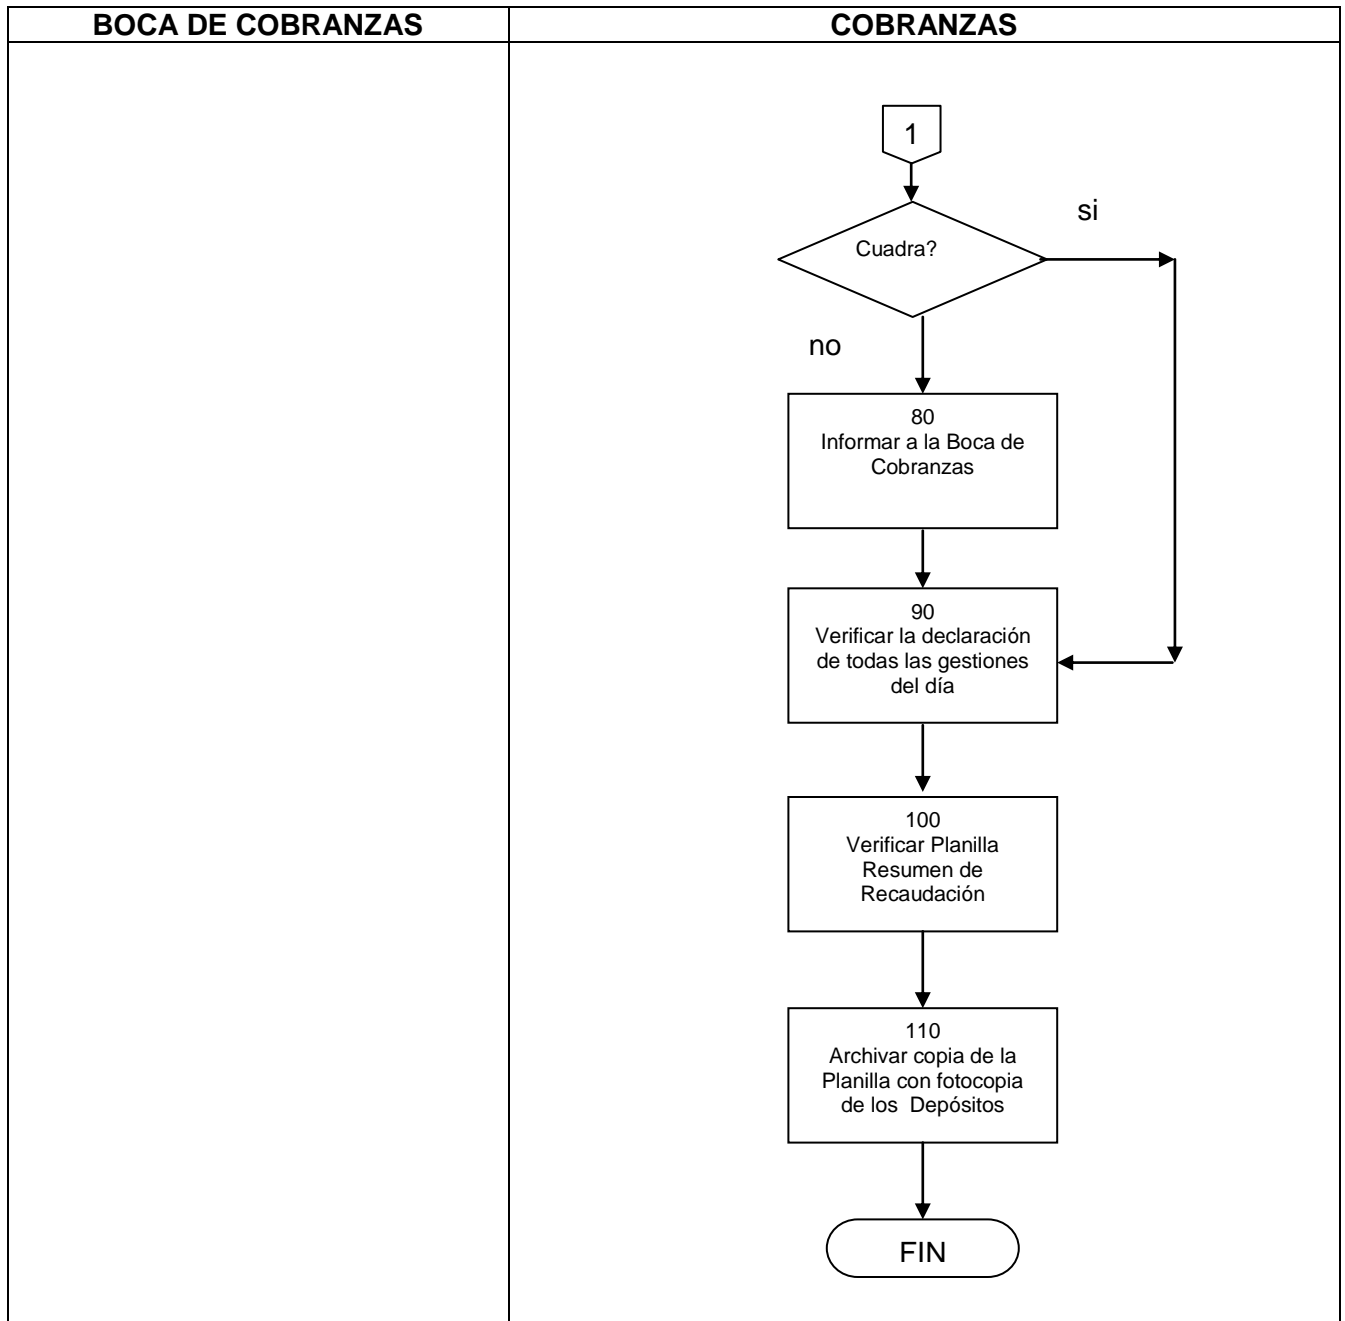 BOCA DE COBRANZAS
COBRANZAS
1
si
Cuadra?
no
80
Informar a la Boca de
Cobranzas
90
Verificar la declaración
de todas las gestiones
del día
100
Verificar Planilla
Resumen de
Recaudación
110
Archivar copia de la
Planilla con fotocopia
de los Depósitos
FIN